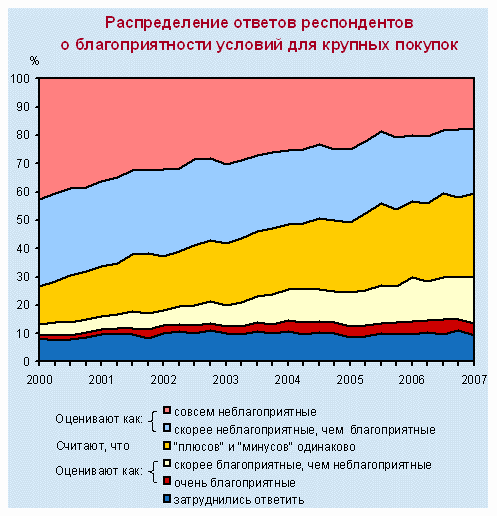 Распределение ответов респондентов
о благоприятности условий для крупных покупок
%
100
90
80
70
60
50
40
30
20
10
0
2000 2001 2002 2003 2004 2005 2006 2007
Оценивают как: совсем неблагоприятные
скорее неблагоприятные, чем благоприятные
Считают, что "плюсов" и "минусов" одинаково
Оценивают как: скорее благоприятные, чем неблагоприятные
очень благоприятные
затруднились ответить